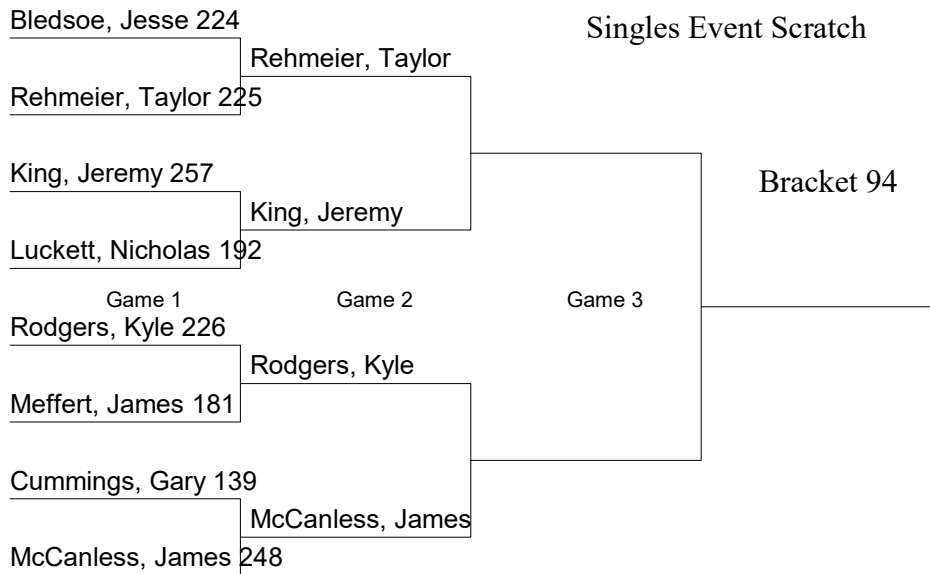 Bledsoe, Jesse 224
Singles Event Scratch
Rehmeier, Taylor
Rehmeier, Taylor 225
King, Jeremy 257
Bracket 94
King, Jeremy
Luckett, Nicholas 192
Game 1
Game 2
Game 3
Rodgers, Kyle 226
Rodgers, Kyle
Meffert, James 181
Cummings, Gary 139
McCanless, James
McCanless, James 248